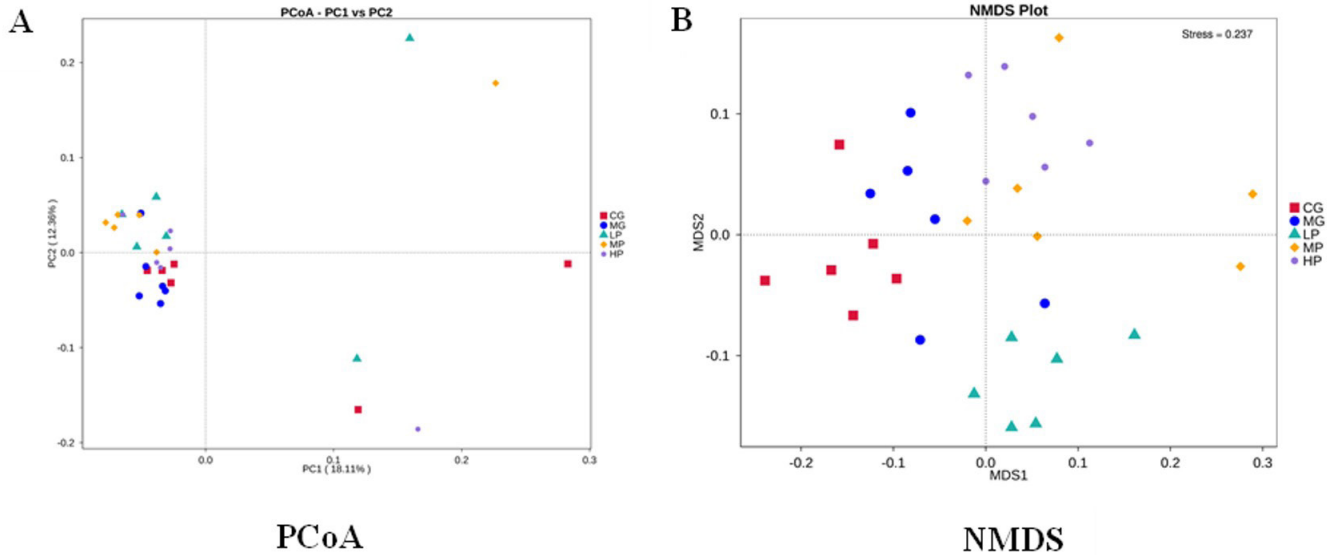 A
PCoA - PC1 vs PC2
0.2
0.1
0.0
-0.1
-0.2
PC2 ( 12.36%)
0.0
0.1
0.2
0.3
PC1 ( 18.11%)
CG
MG
LP
MP
HP
PCoA
B
NMDS Plot
Stress = 0.237
0.1
0.0
-0.1
MDS2
-0.2
-0.1
0.0
0.1
0.2
0.3
MDS1
CG
MG
LP
MP
HP
NMDS